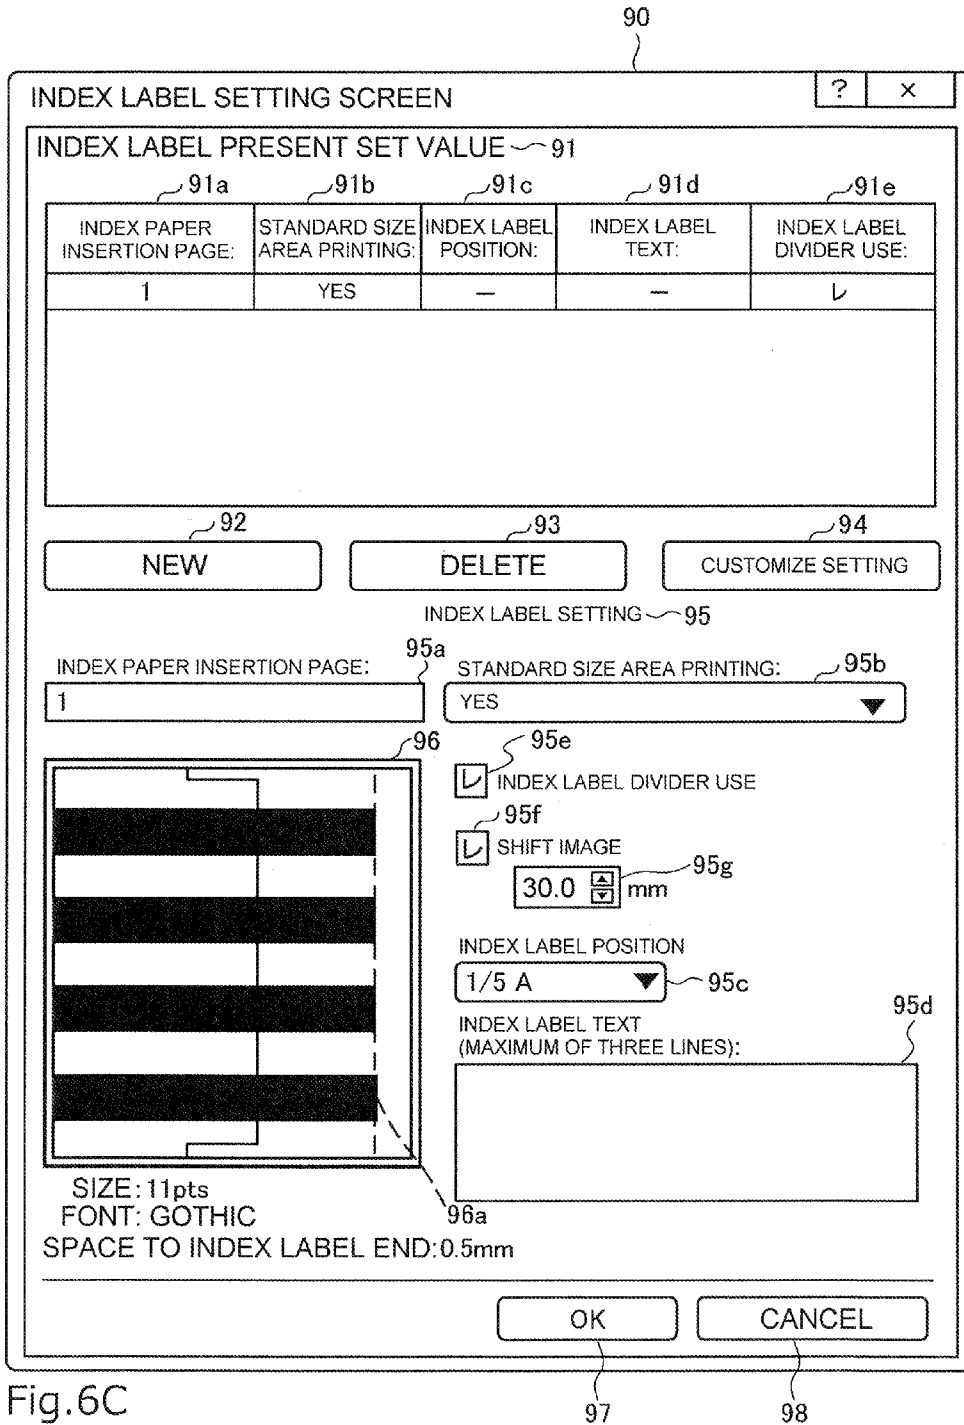 90
INDEX LABEL SETTING SCREEN ? ×
INDEX LABEL PRESENT SET VALUE 91
91a 91b 91c 91d 91e
INDEX PAPER INSERTION PAGE: STANDARD SIZE AREA PRINTING: INDEX LABEL POSITION: INDEX LABEL TEXT: INDEX LABEL DIVIDER USE:
1 YES — — レ
92 93 94
NEW DELETE CUSTOMIZE SETTING
INDEX LABEL SETTING 95
INDEX PAPER INSERTION PAGE: 95a STANDARD SIZE AREA PRINTING: 95b
1 YES ▼
96 95e
レ INDEX LABEL DIVIDER USE
95f
レ SHIFT IMAGE
30.0 mm 95g
INDEX LABEL POSITION
1/5 A ▼ 95c
INDEX LABEL TEXT 95d
(MAXIMUM OF THREE LINES):
SIZE: 11pts
FONT: GOTHIC 96a
SPACE TO INDEX LABEL END: 0.5mm
OK CANCEL
97 98
Fig.6C